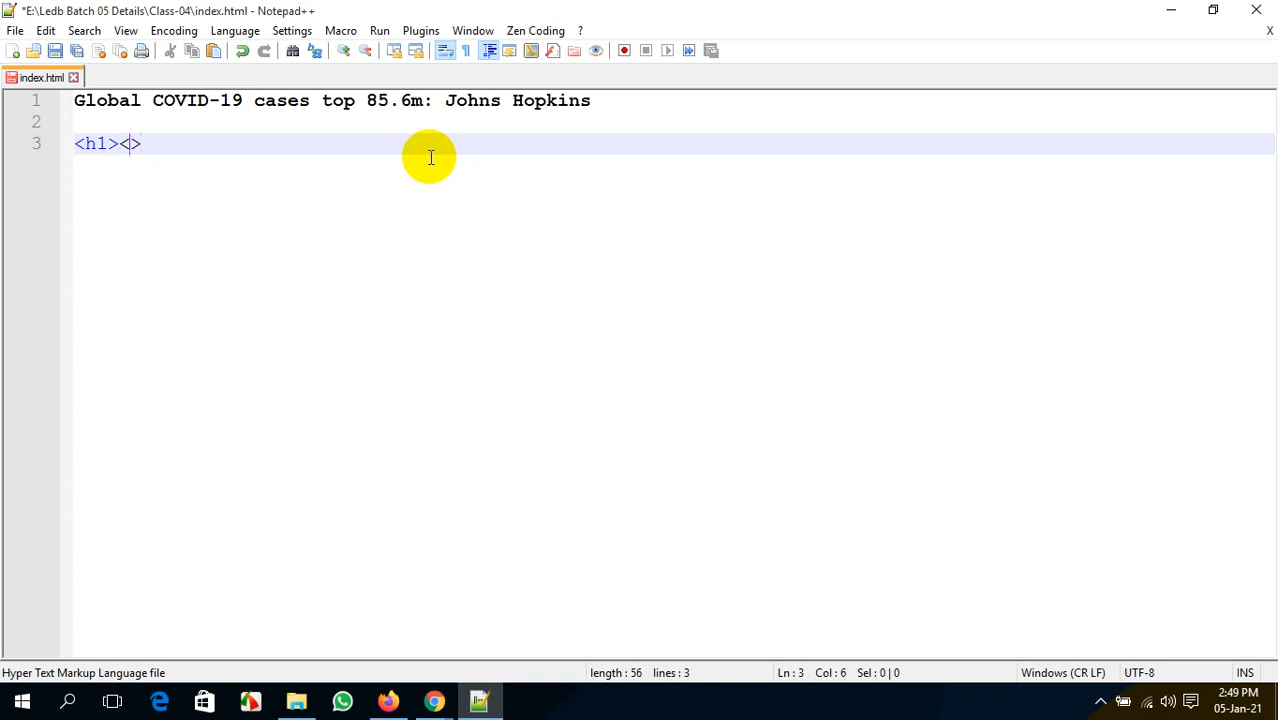 *E:\Ledb Batch 05 Details\Class-04\index.html - Notepad++
File Edit Search View Encoding Language Settings Macro Run Plugins Window Zen Coding ? X
index.html
1 Global COVID-19 cases top 85.6m: Johns Hopkins
2
3 <h1><>
Hyper Text Markup Language file length : 56 lines : 3 Ln : 3 Col : 6 Sel : 0 | 0 Windows (CR LF) UTF-8 INS
2:49 PM
05-Jan-21